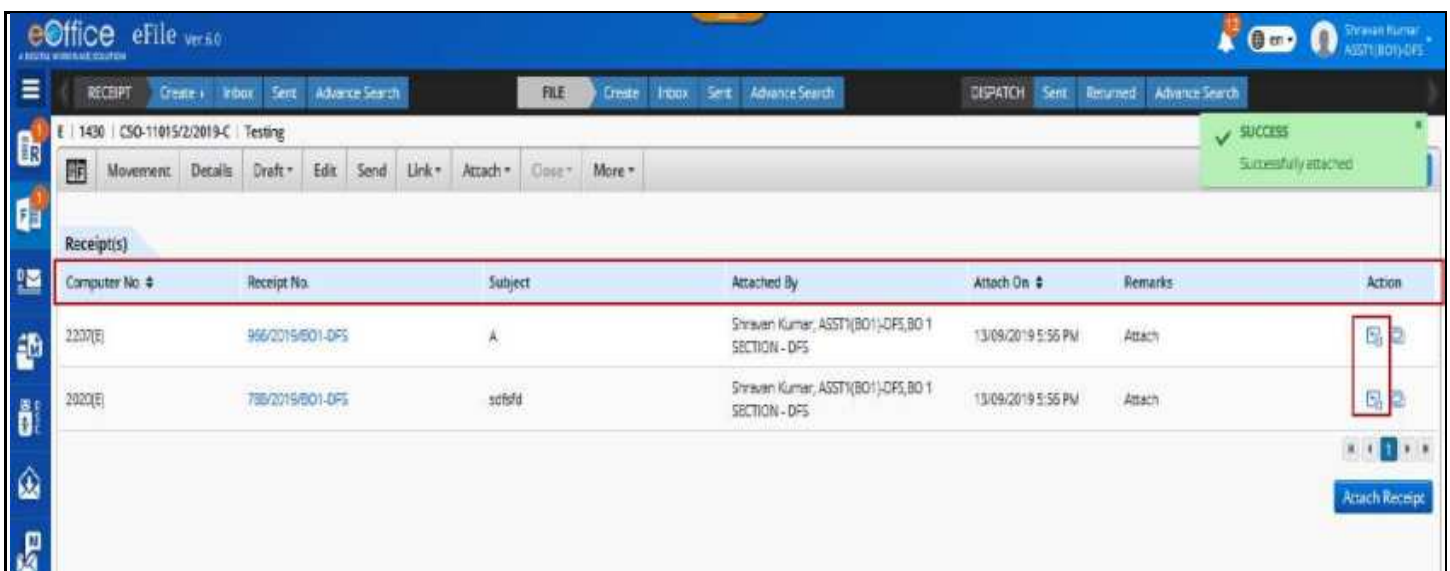 eOffice eFile ver.6.0
A DIGITAL WORKPLACE SOLUTION
en
Shravan Kumar
ASST1(BO1)-DFS
RECEIPT Create Inbox Sent Advance Search FILE Create Inbox Sent Advance Search DISPATCH Sent Returned Advance Search
E | 1430 | CSO-11015/2/2019-C | Testing
SUCCESS
Successfully attached
Movement Details Draft Edit Send Link Attach Close More
Receipt(s)
Computer No. Receipt No. Subject Attached By Attach On Remarks Action
2207(E) 966/2019/BO1-DFS A Shravan Kumar, ASST1(BO1)-DFS,BO 1 SECTION - DFS 13/09/2019 5:56 PM Attach
2020(E) 788/2019/BO1-DFS Shravan Kumar, ASST1(BO1)-DFS,BO 1 SECTION - DFS 13/09/2019 5:56 PM Attach
1
Attach Receipt